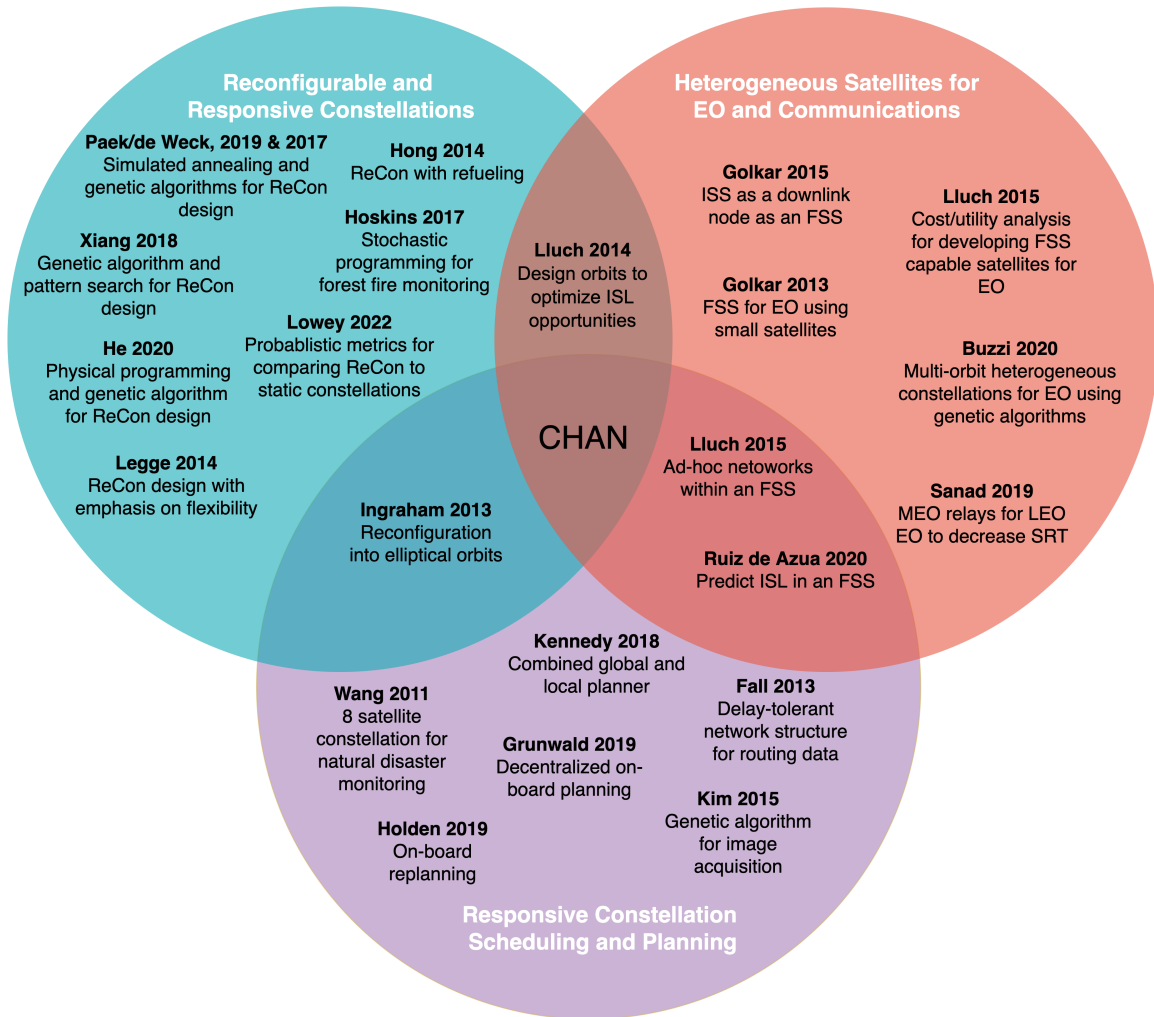 Reconfigurable and
Responsive Constellations
Paek/de Weck, 2019 & 2017
Simulated annealing and
genetic algorithms for ReCon
design
Hong 2014
ReCon with refueling
Xiang 2018
Genetic algorithm and
pattern search for ReCon
design
Hoskins 2017
Stochastic
programming for
forest fire monitoring
Lowey 2022
Probablistic metrics for
comparing ReCon to
static constellations
He 2020
Physical programming
and genetic algorithm
for ReCon design
Legge 2014
ReCon design with
emphasis on flexibility
Lluch 2014
Design orbits to
optimize ISL
opportunities
Heterogeneous Satellites for
EO and Communications
Golkar 2015
ISS as a downlink
node as an FSS
Lluch 2015
Cost/utility analysis
for developing FSS
capable satellites for
EO
Golkar 2013
FSS for EO using
small satellites
Buzzi 2020
Multi-orbit heterogeneous
constellations for EO using
genetic algorithms
Sanad 2019
MEO relays for LEO
EO to decrease SRT
CHAN
Lluch 2015
Ad-hoc netoworks
within an FSS
Ruiz de Azua 2020
Predict ISL in an FSS
Ingraham 2013
Reconfiguration
into elliptical orbits
Kennedy 2018
Combined global and
local planner
Wang 2011
8 satellite
constellation for
natural disaster
monitoring
Fall 2013
Delay-tolerant
network structure
for routing data
Grunwald 2019
Decentralized on-
board planning
Kim 2015
Genetic algorithm
for image
acquisition
Holden 2019
On-board
replanning
Responsive Constellation
Scheduling and Planning